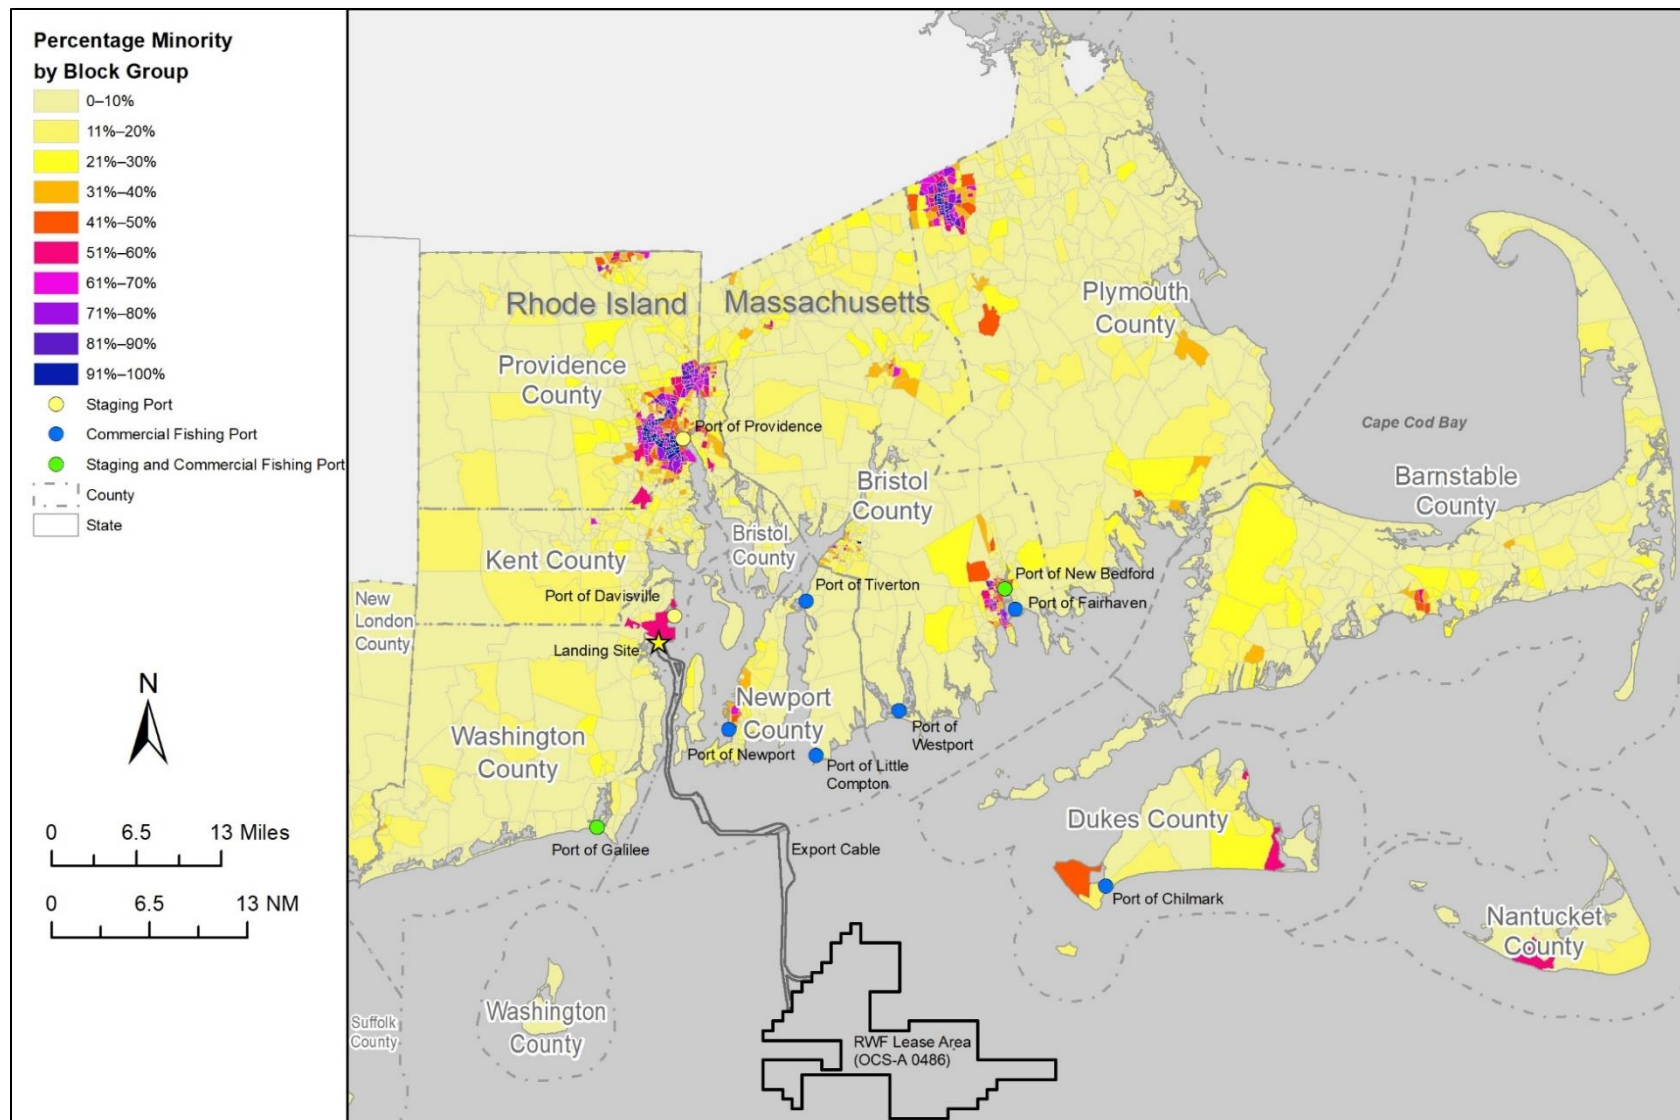 Percentage Minority
by Block Group
0–10%
11%–20%
21%–30%
31%–40%
41%–50%
51%–60%
61%–70%
71%–80%
81%–90%
91%–100%
Staging Port
Commercial Fishing Port
Staging and Commercial Fishing Port
County
State
N
0 6.5 13 Miles
0 6.5 13 NM
Rhode Island
Massachusetts
Plymouth
County
Providence
County
Port of Providence
Cape Cod Bay
Barnstable
County
Bristol
County
Bristol
County
Kent County
Port of Davisville
Port of Tiverton
Port of New Bedford
Port of Fairhaven
New
London
County
Landing Site
Newport
County
Port of Newport
Port of Westport
Port of Little
Compton
Washington
County
Port of Galilee
Export Cable
Dukes County
Port of Chilmark
Nantucket
County
Washington
County
Suffolk
County
RWF Lease Area
(OCS-A 0486)